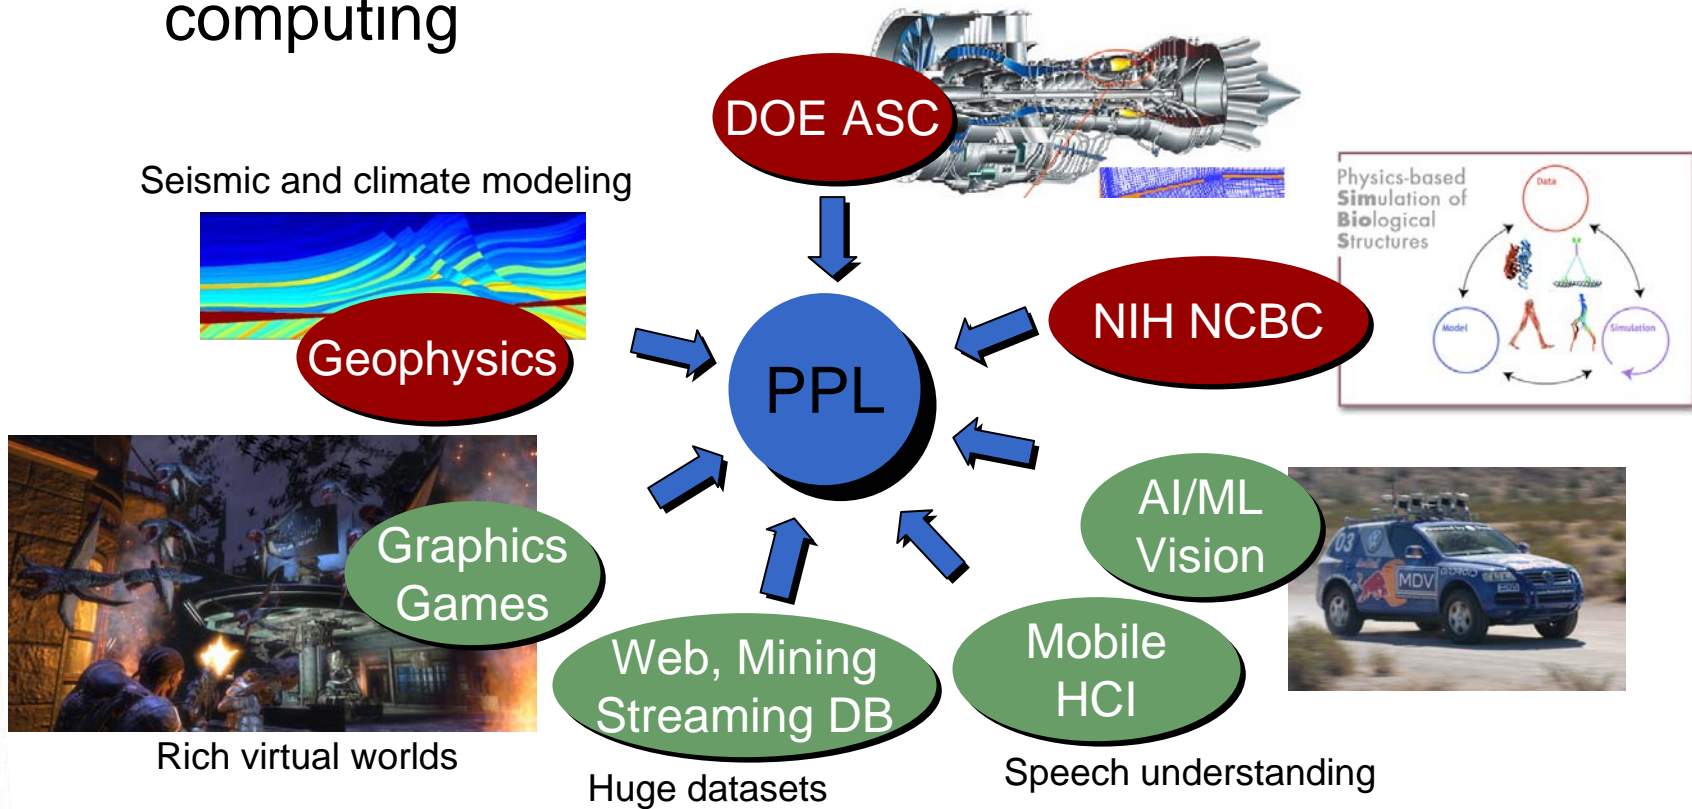 computing
DOE ASC
Seismic and climate modeling
Physics-based
Simulation of
Biological
Structures
Data
Model
Simulation
NIH NCBC
Geophysics
PPL
AI/ML
Vision
03
MDV
Graphics
Games
Mobile
HCI
Web, Mining
Streaming DB
Rich virtual worlds
Huge datasets
Speech understanding